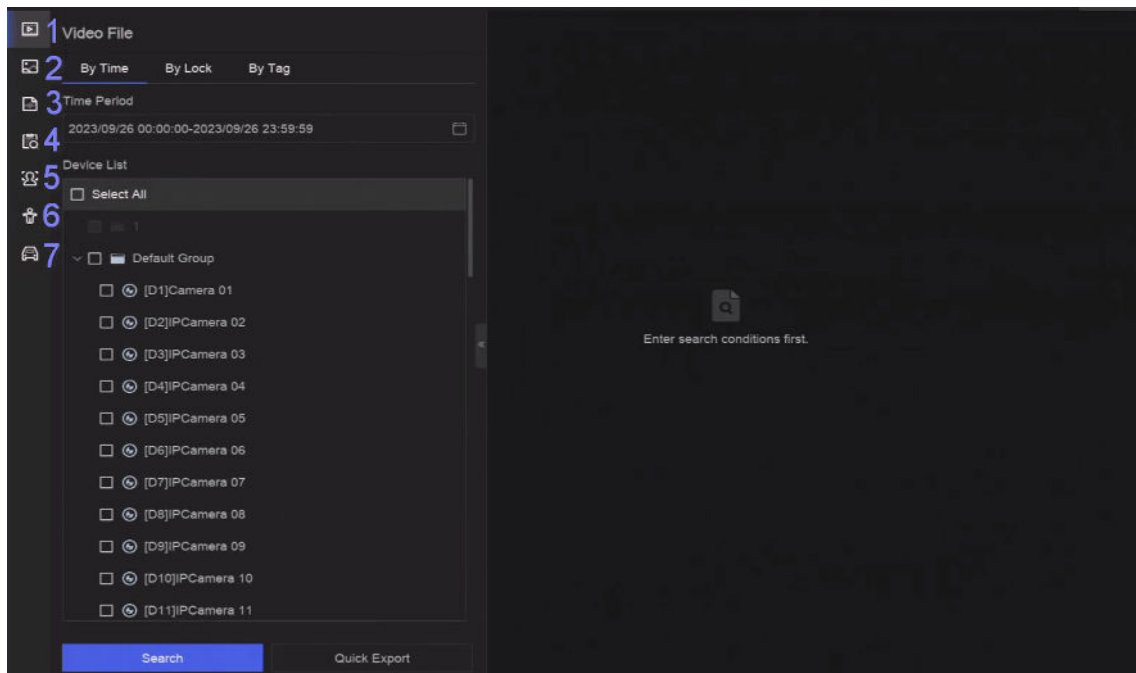 1 Video File
2 By Time By Lock By Tag
3 Time Period
2023/09/26 00:00:00-2023/09/26 23:59:59
4
Device List
5
Select All
6 1
7 Default Group
[D1]Camera 01
[D2]IPCamera 02
[D3]IPCamera 03
[D4]IPCamera 04
[D5]IPCamera 05
[D6]IPCamera 06
[D7]IPCamera 07
[D8]IPCamera 08
[D9]IPCamera 09
[D10]IPCamera 10
[D11]IPCamera 11
Search Quick Export
Enter search conditions first.